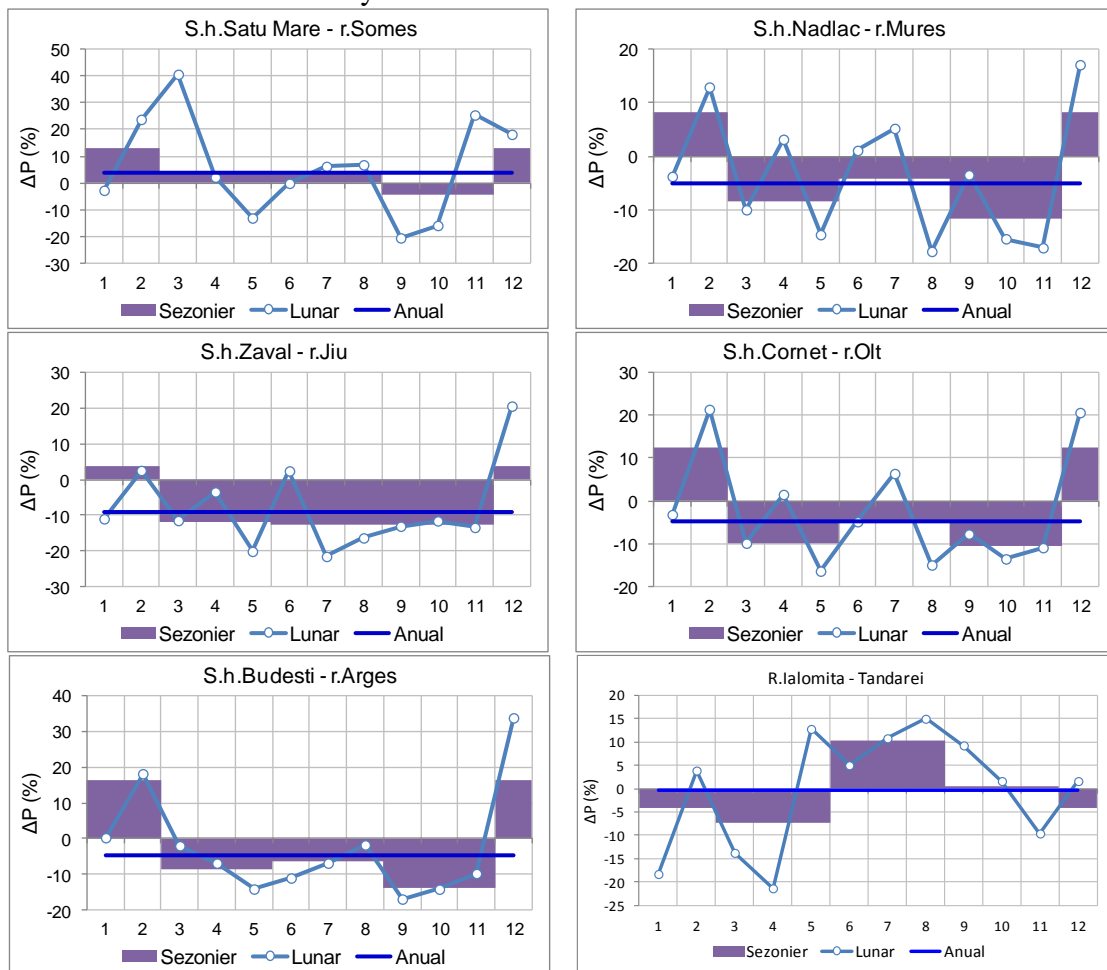 S.h.Satu Mare - r.Somes
ΔP (%)
50
40
30
20
10
0
-10
-20
-30
1 2 3 4 5 6 7 8 9 10 11 12
Sezonier Lunar Anual
S.h.Nadlac - r.Mures
ΔP (%)
20
10
0
-10
-20
1 2 3 4 5 6 7 8 9 10 11 12
Sezonier Lunar Anual
S.h.Zaval - r.Jiu
ΔP (%)
30
20
10
0
-10
-20
-30
1 2 3 4 5 6 7 8 9 10 11 12
Sezonier Lunar Anual
S.h.Cornet - r.Olt
ΔP (%)
30
20
10
0
-10
-20
1 2 3 4 5 6 7 8 9 10 11 12
Sezonier Lunar Anual
S.h.Budesti - r.Arges
ΔP (%)
40
30
20
10
0
-10
-20
1 2 3 4 5 6 7 8 9 10 11 12
Sezonier Lunar Anual
R.Ialomita - Tandarei
ΔP (%)
20
15
10
5
0
-5
-10
-15
-20
-25
1 2 3 4 5 6 7 8 9 10 11 12
Sezonier Lunar Anual